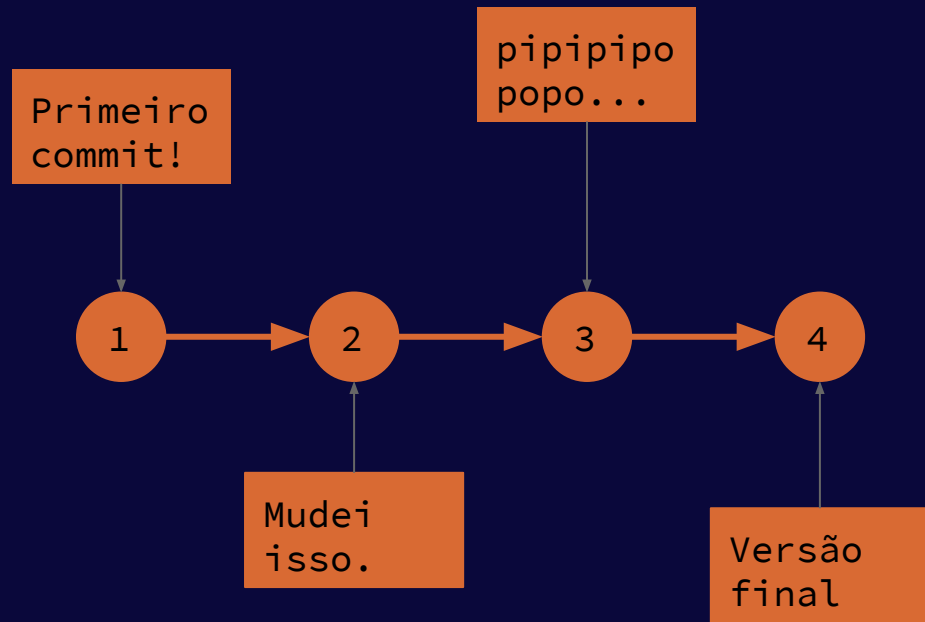 Primeiro
commit!
pipipipo
popo...
1
2
3
4
Mudei
isso.
Versão
final